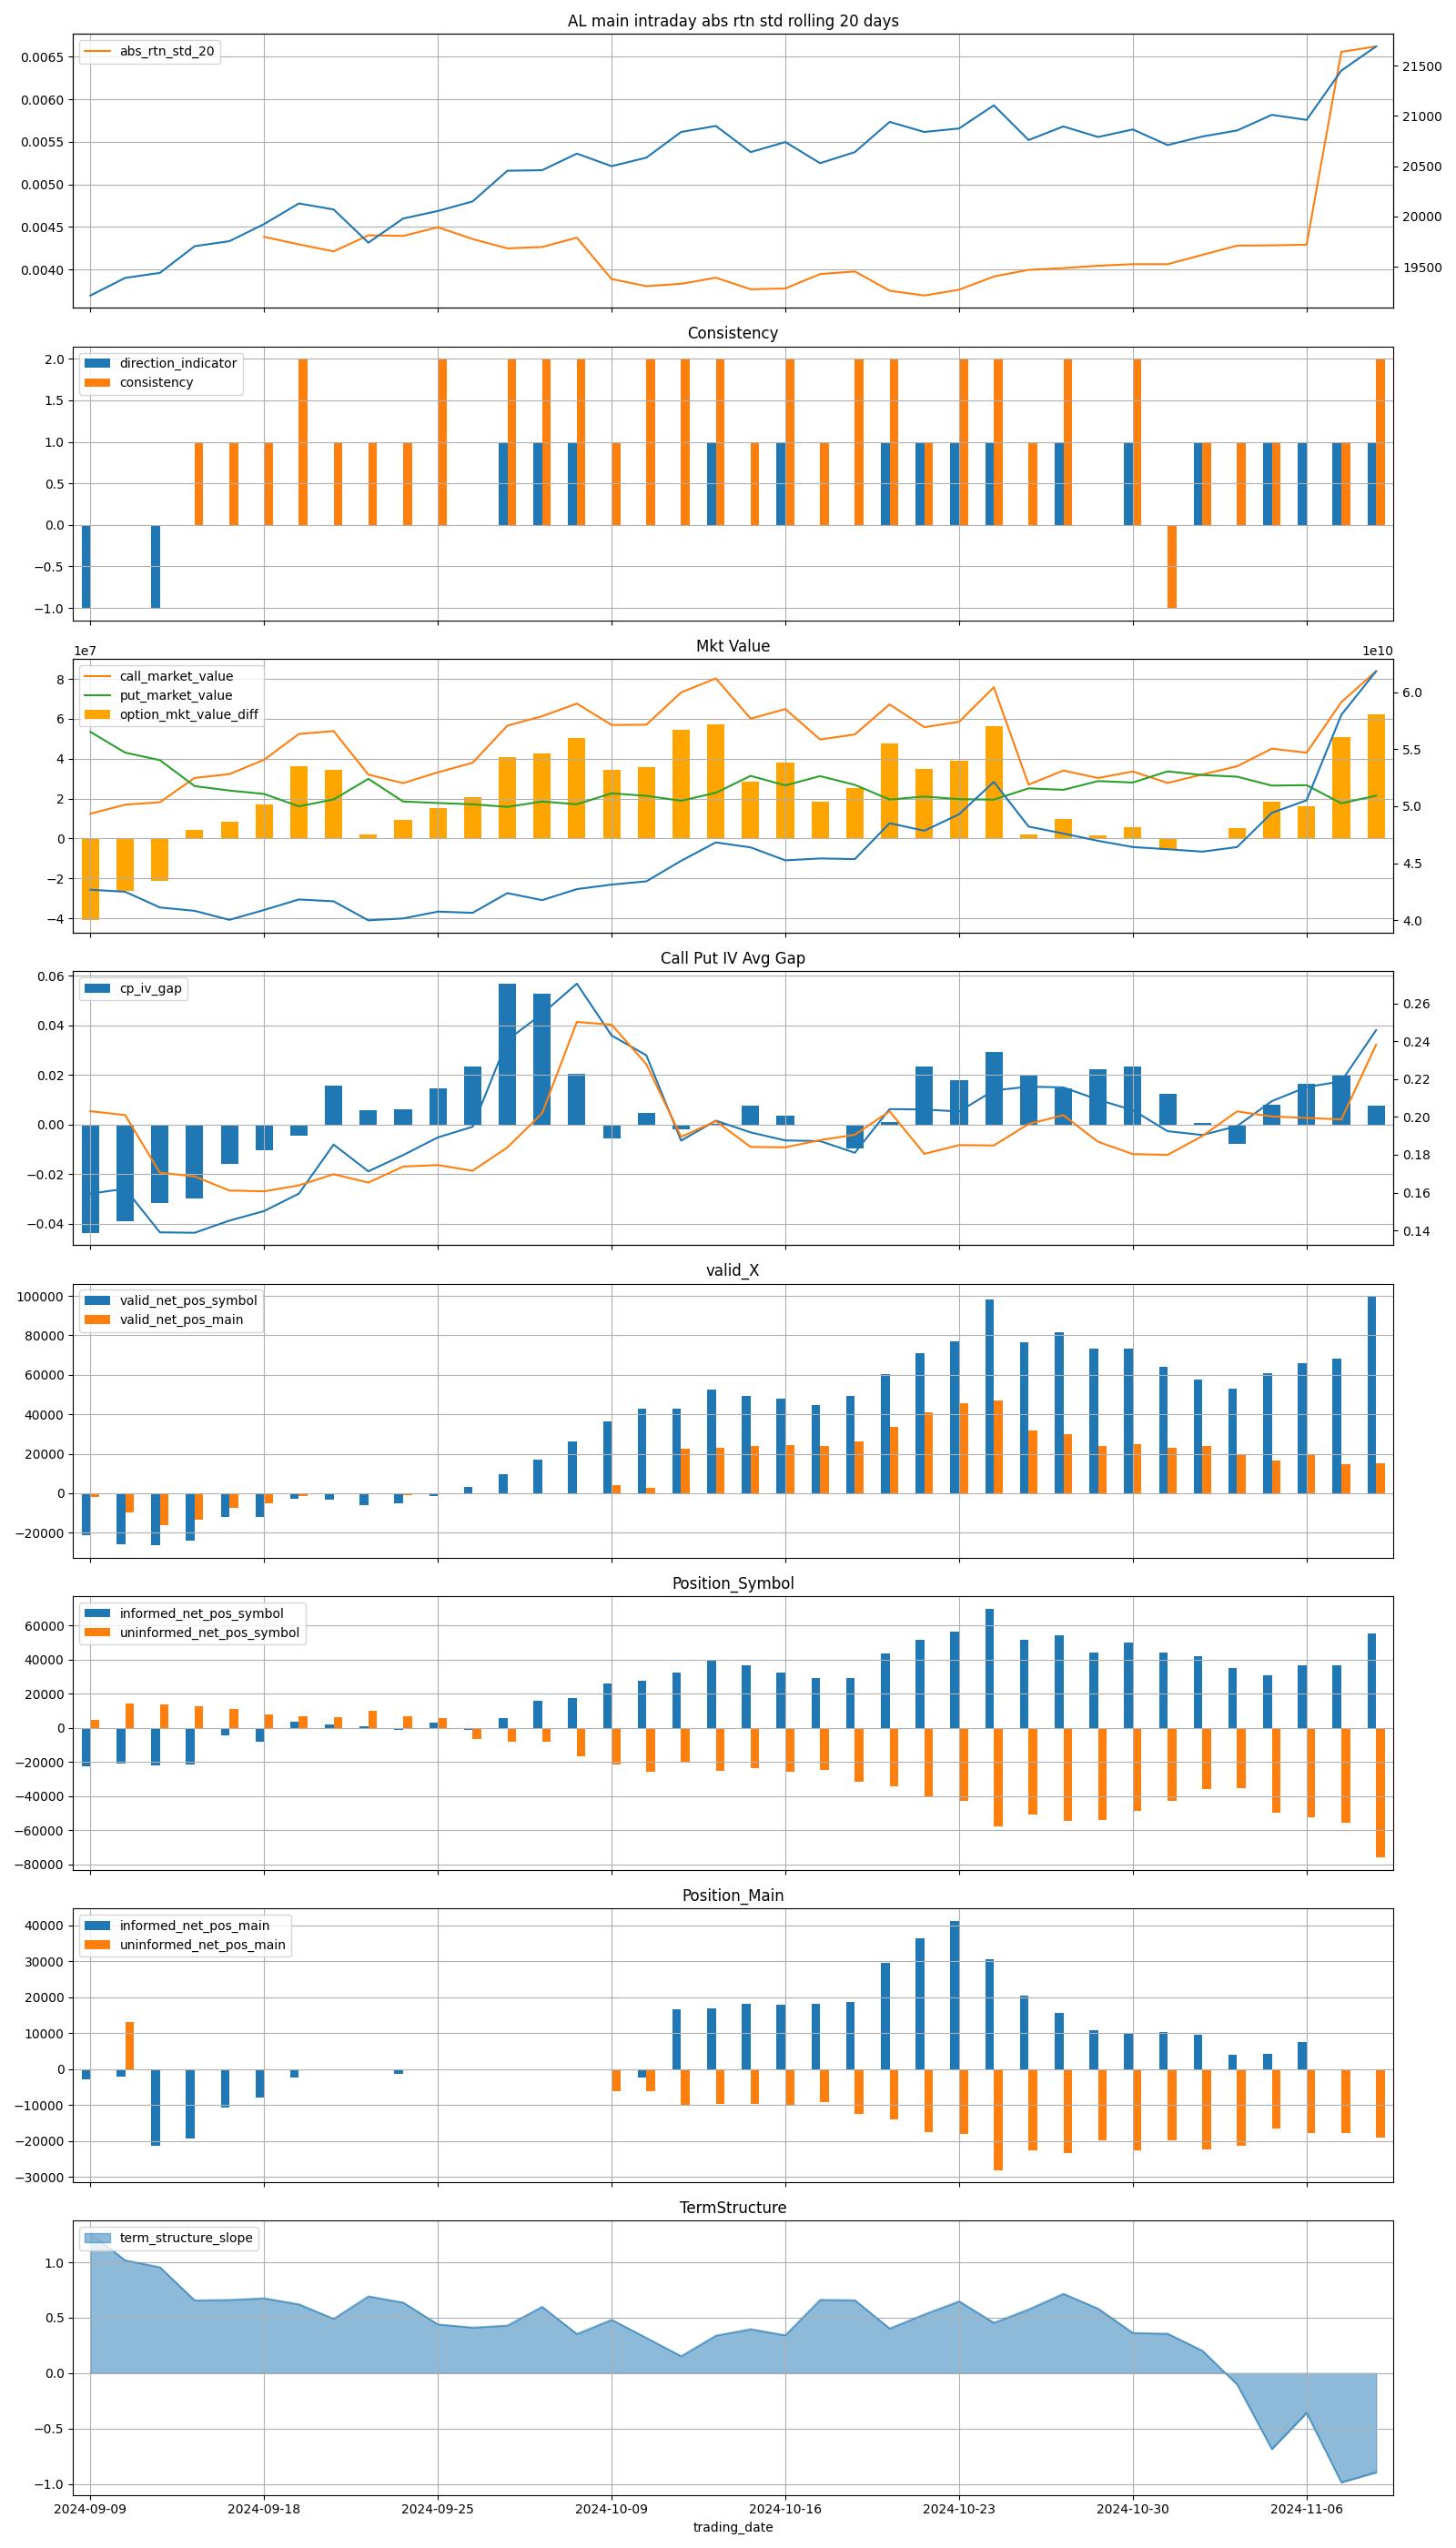 AL main intraday abs rtn std rolling 20 days
abs_rtn_std_20
0.0065
0.0060
0.0055
0.0050
0.0045
0.0040
21500
21000
20500
20000
19500
Consistency
direction_indicator
consistency
2.0
1.5
1.0
0.5
0.0
−0.5
−1.0
Mkt Value
1e7
1e10
call_market_value
put_market_value
option_mkt_value_diff
8
6
4
2
0
−2
−4
6.0
5.5
5.0
4.5
4.0
Call Put IV Avg Gap
cp_iv_gap
0.06
0.04
0.02
0.00
−0.02
−0.04
0.26
0.24
0.22
0.20
0.18
0.16
0.14
valid_X
valid_net_pos_symbol
valid_net_pos_main
100000
80000
60000
40000
20000
0
−20000
Position_Symbol
informed_net_pos_symbol
uninformed_net_pos_symbol
60000
40000
20000
0
−20000
−40000
−60000
−80000
Position_Main
informed_net_pos_main
uninformed_net_pos_main
40000
30000
20000
10000
0
−10000
−20000
−30000
TermStructure
term_structure_slope
1.0
0.5
0.0
−0.5
−1.0
2024-09-09 2024-09-18 2024-09-25 2024-10-09 2024-10-16 2024-10-23 2024-10-30 2024-11-06
trading_date